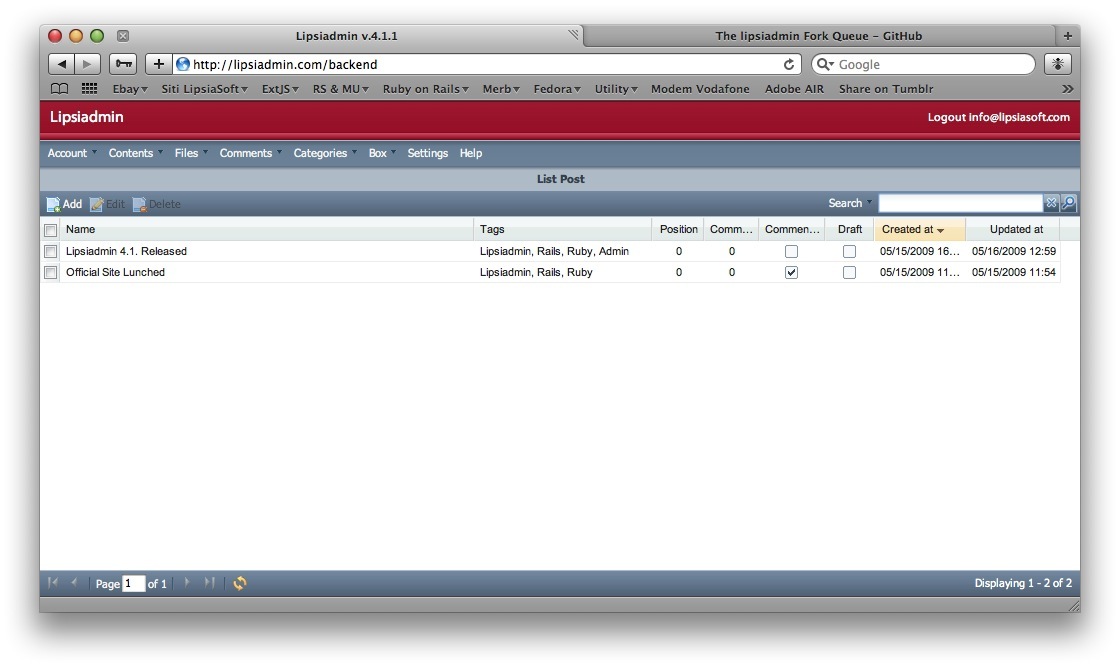 Lipsiadmin v.4.1.1 The lipsiadmin Fork Queue – GitHub +
+ http://lipsiadmin.com/backend Google
Ebay Siti LipsiaSoft ExtJS RS & MU Ruby on Rails Merb Fedora Utility Modem Vodafone Adobe AIR Share on Tumblr »
Lipsiadmin Logout info@lipsiasoft.com
Account Contents Files Comments Categories Box Settings Help
List Post
Add Edit Delete Search
Name Tags Position Comm... Commen... Draft Created at Updated at
Lipsiadmin 4.1. Released Lipsiadmin, Rails, Ruby, Admin 0 0 05/15/2009 16... 05/16/2009 12:59
Official Site Lunched Lipsiadmin, Rails, Ruby 0 0 05/15/2009 11... 05/15/2009 11:54
Page 1 of 1 Displaying 1 - 2 of 2